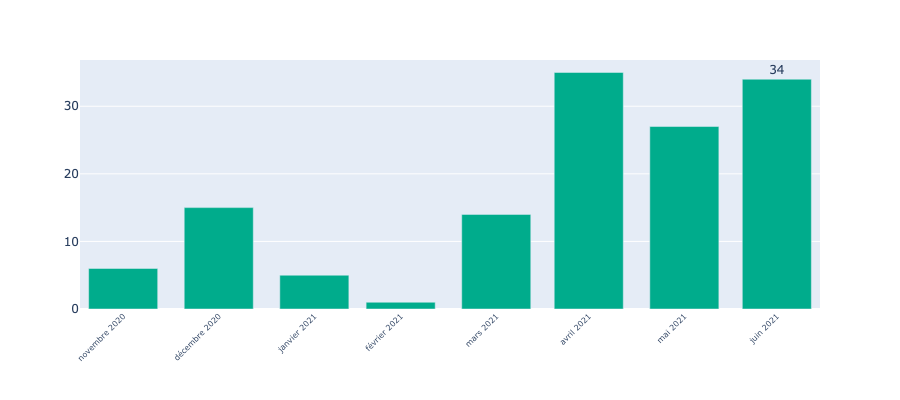 34
30
20
10
0
novembre 2020
décembre 2020
janvier 2021
février 2021
mars 2021
avril 2021
mai 2021
juin 2021